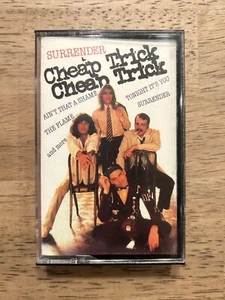 SURRENDER
Cheap Trick
Cheap Trick
AIN'T THAT A SHAME
THE FLAME
and more
TONIGHT IT'S YOU
SURRENDER